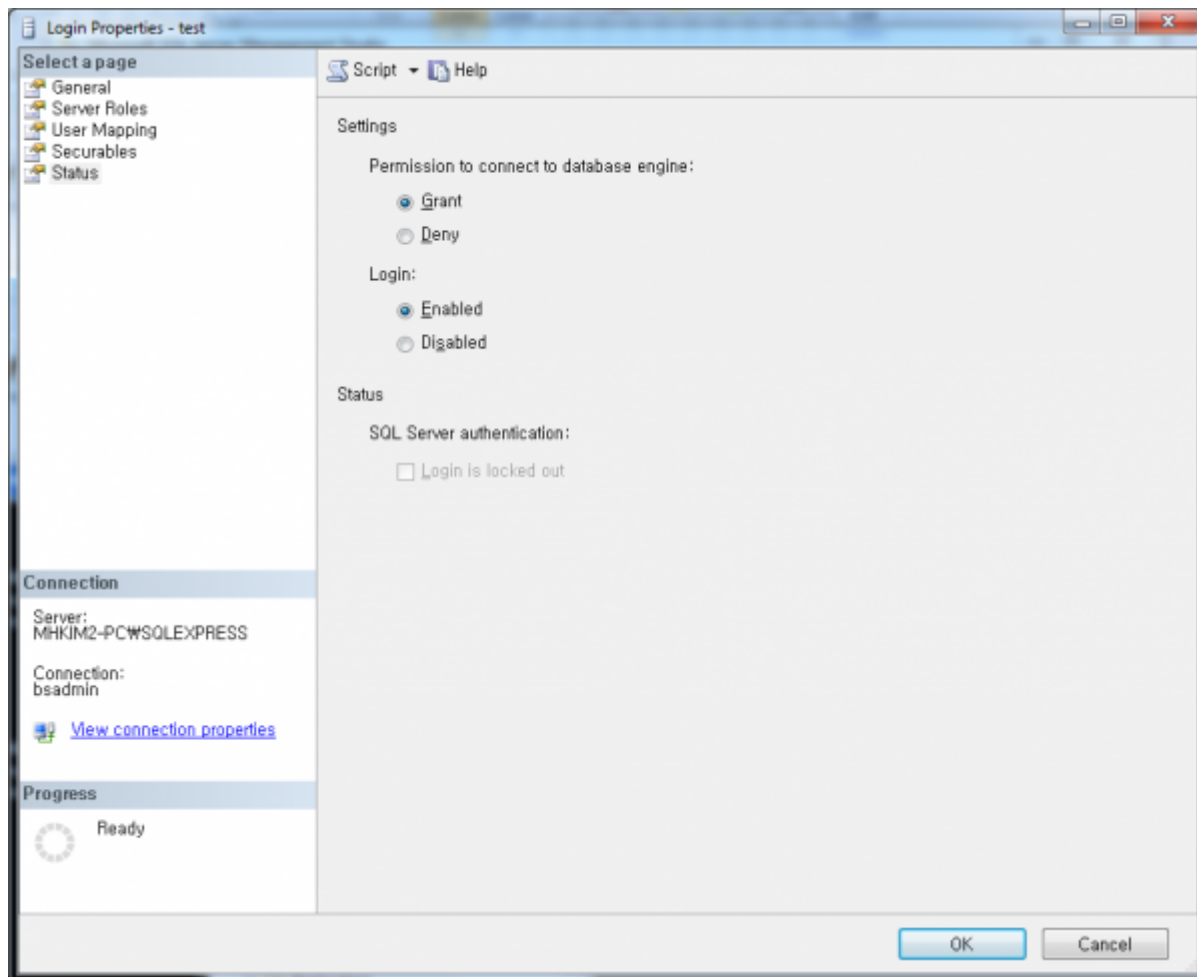 Login Properties - test
Select a page
General
Server Roles
User Mapping
Securables
Status
Script
Help
Settings
Permission to connect to database engine:
Grant
Deny
Login:
Enabled
Disabled
Status
SQL Server authentication:
Login is locked out
Connection
Server:
MHKIM2-PC₩SQLEXPRESS
Connection:
bsadmin
View connection properties
Progress
Ready
OK
Cancel